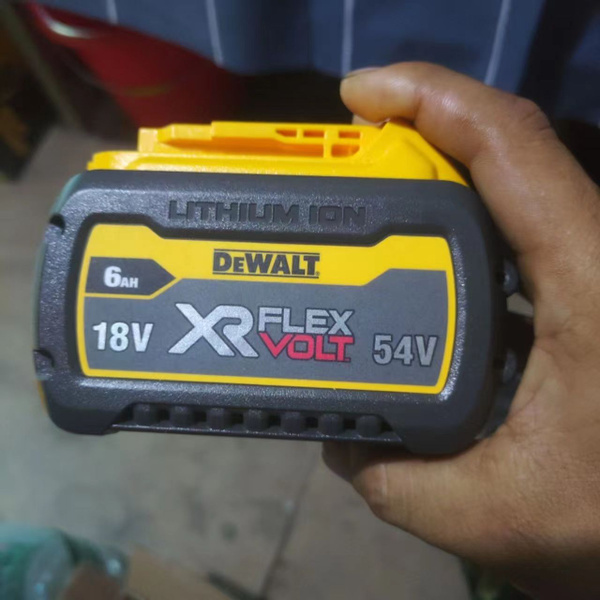 LITHIUM ION
DEWALT
6AH
18V XR FLEX VOLT 54V